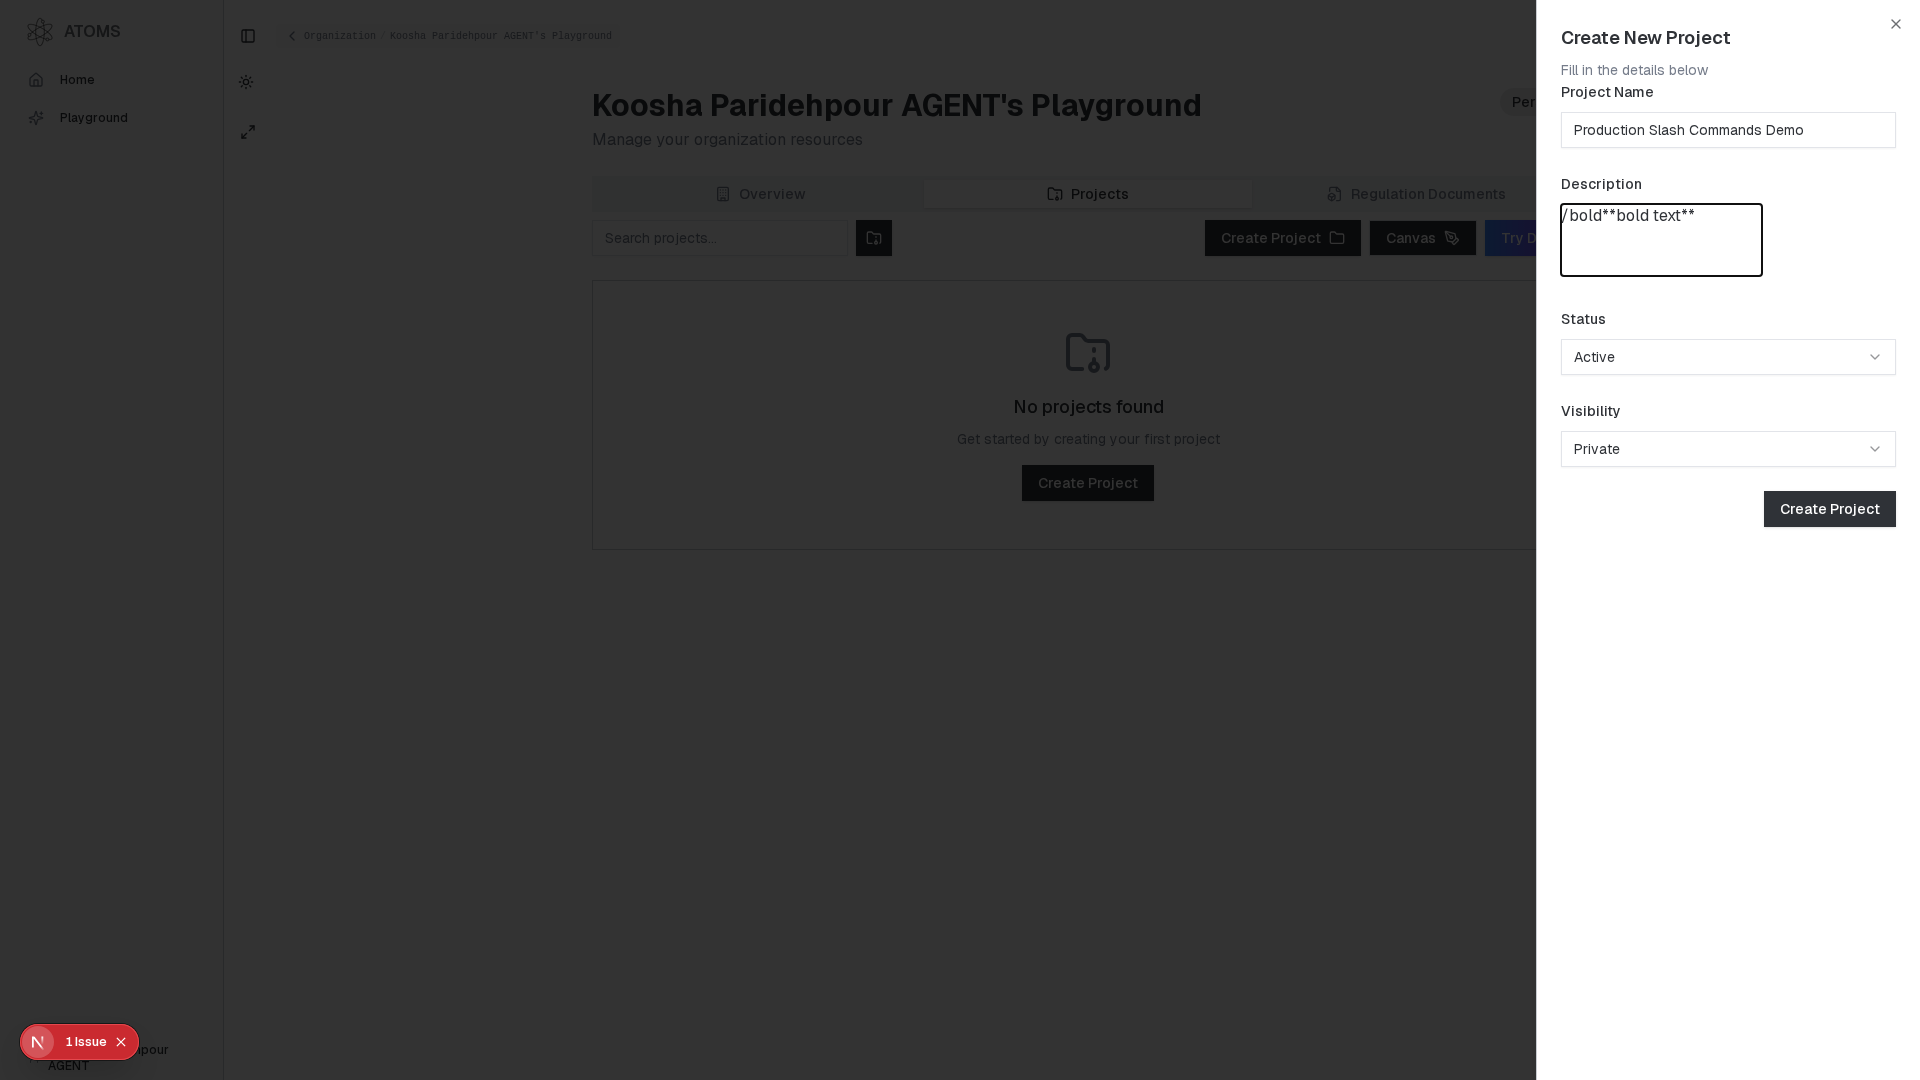 ATOMS
Home
Playground
Organization / Koosha Paridehpour AGENT's Playground
Koosha Paridehpour AGENT's Playground
Manage your organization resources
Overview
Projects
Regulation Documents
Search projects...
Create Project
Canvas
No projects found
Get started by creating your first project
Create Project
1 Issue
AGENT
Create New Project
Fill in the details below
Project Name
Production Slash Commands Demo
Description
/bold**bold text**
Status
Active
Visibility
Private
Create Project